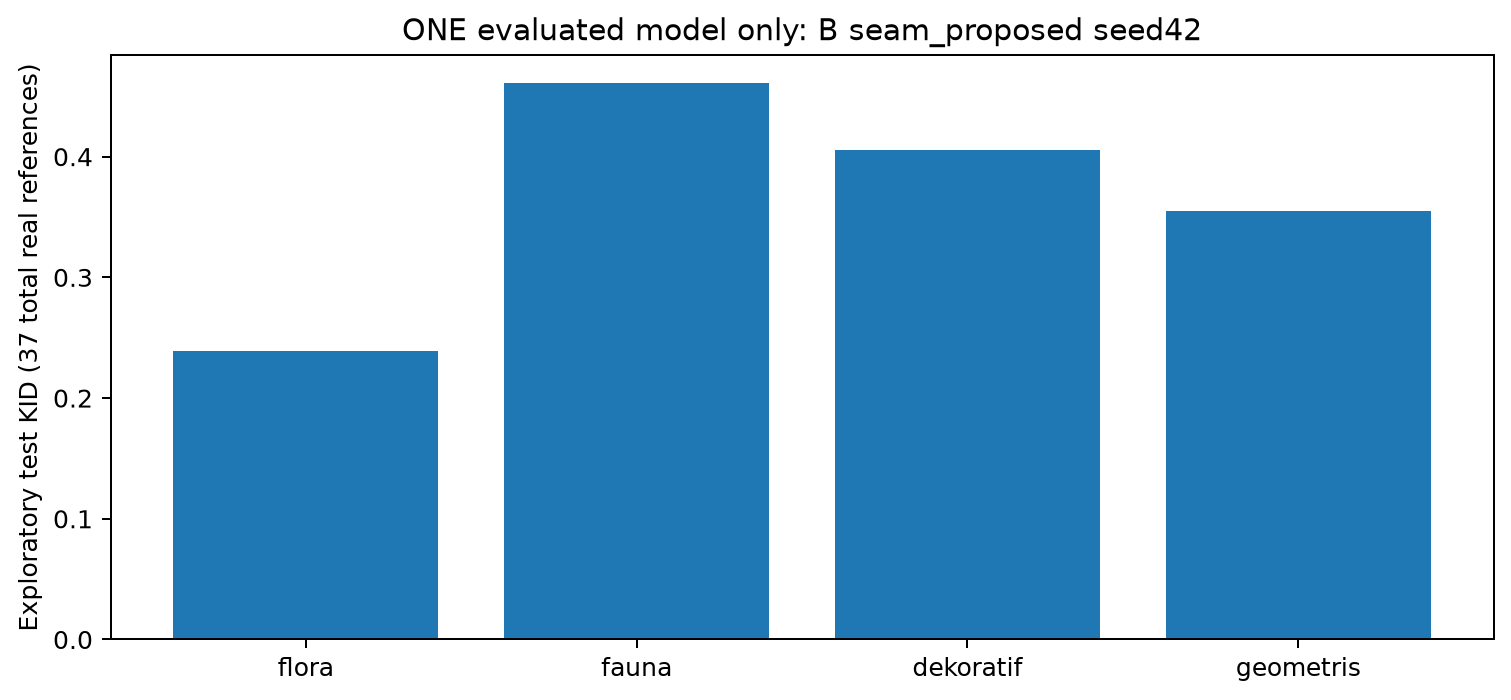 ONE evaluated model only: B seam_proposed seed42
Exploratory test KID (37 total real references)
0.4
0.3
0.2
0.1
0.0
flora fauna dekoratif geometris